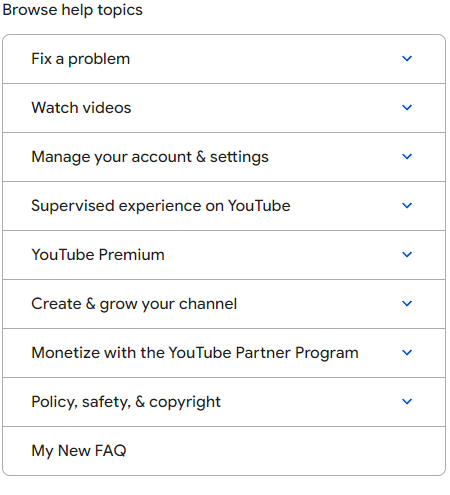 Browse help topics
Fix a problem
Watch videos
Manage your account & settings
Supervised experience on YouTube
YouTube Premium
Create & grow your channel
Monetize with the YouTube Partner Program
Policy, safety, & copyright
My New FAQ